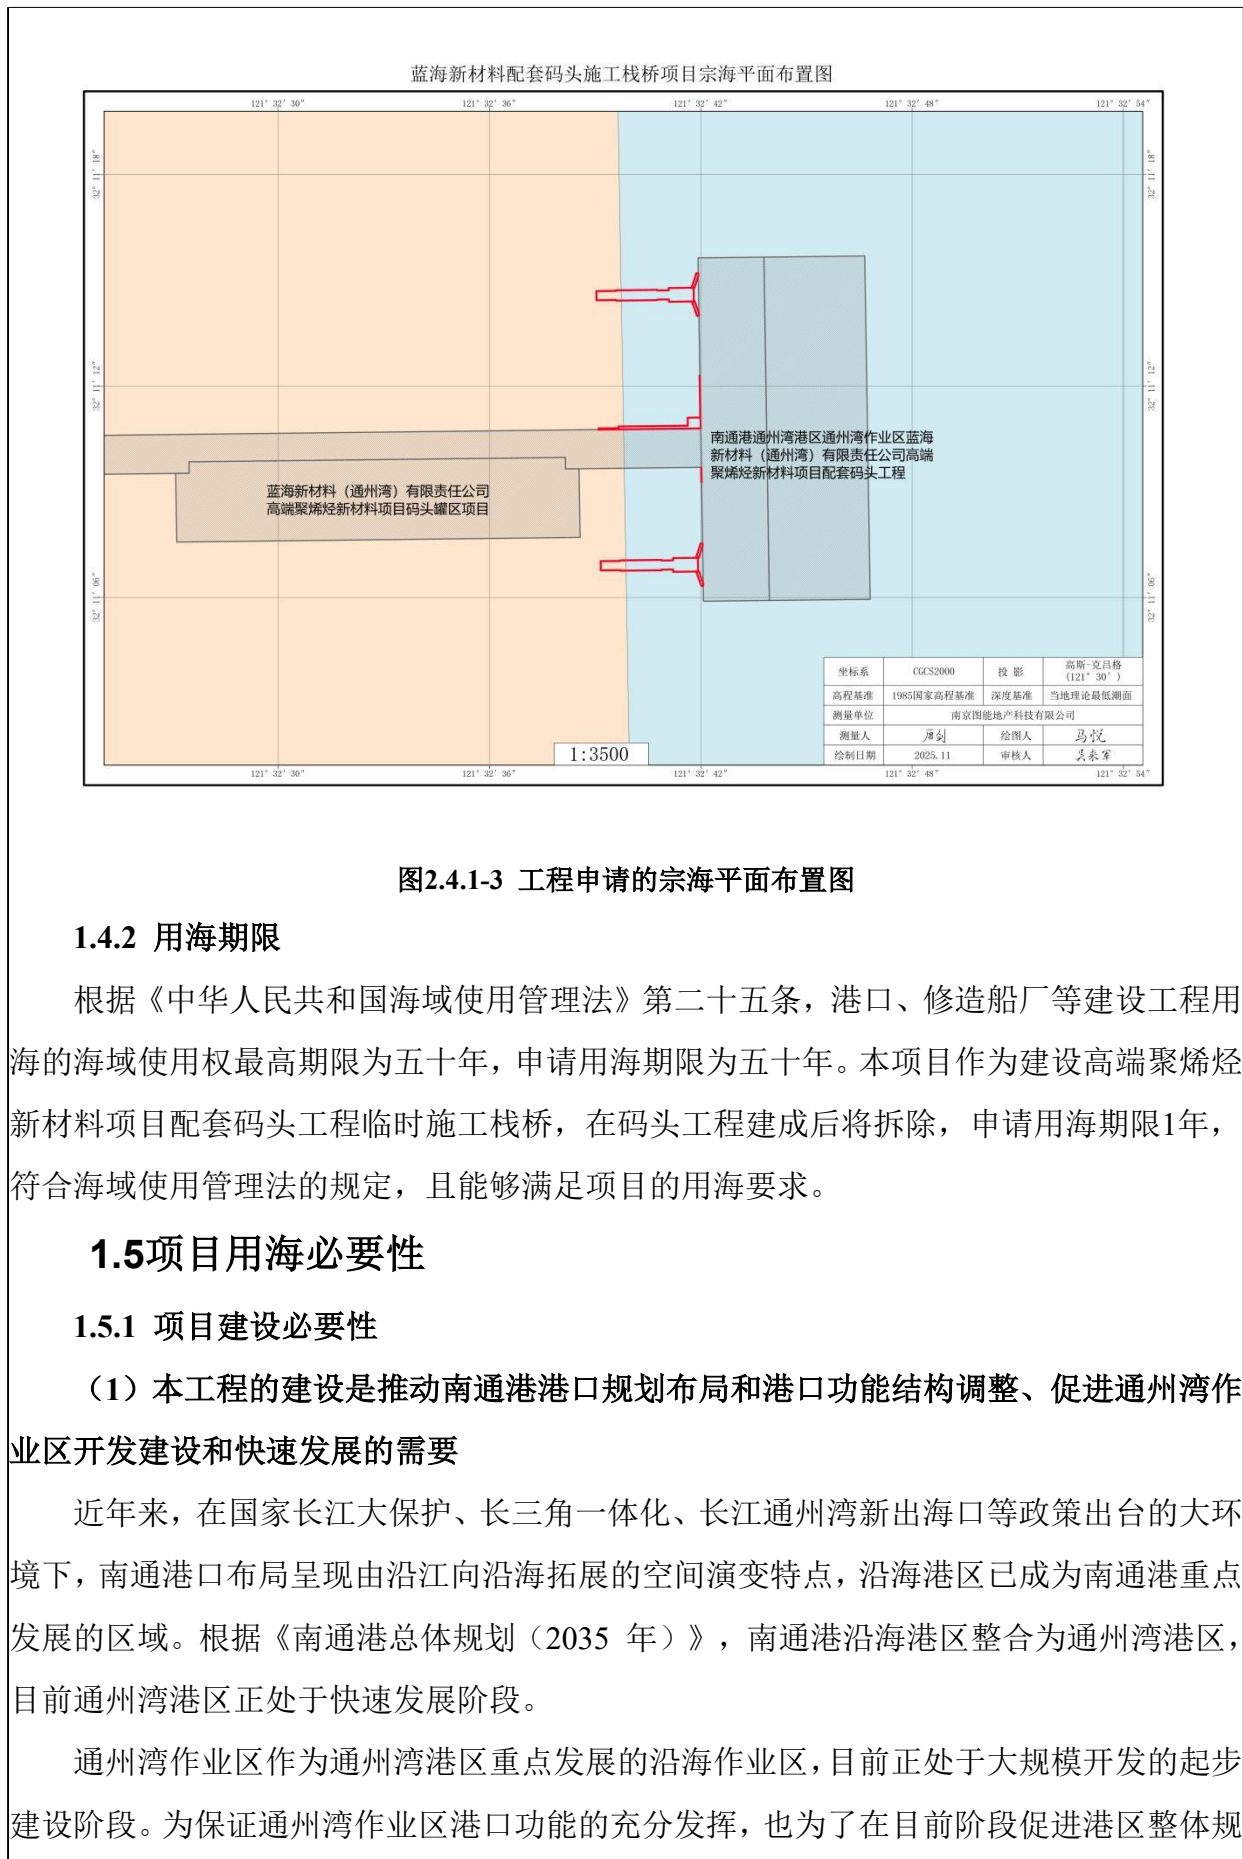 蓝海新材料配套码头施工栈桥项目宗海平面布置图
121° 32′ 30″ 121° 32′ 36″ 121° 32′ 42″ 121° 32′ 48″ 121° 32′ 54″
32° 11′ 18″ 32° 11′ 18″
32° 11′ 12″ 32° 11′ 12″
南通港通州湾港区通州湾作业区蓝海
新材料（通州湾）有限责任公司高端
聚烯烃新材料项目配套码头工程
蓝海新材料（通州湾）有限责任公司
高端聚烯烃新材料项目码头罐区项目
32° 11′ 06″ 32° 11′ 06″
坐标系 CGCS2000 投 影 高斯-克吕格
(121° 30′ )
高程基准 1985国家高程基准 深度基准 当地理论最低潮面
测量单位 南京图能地产科技有限公司
测量人 绘图人 马悦
绘制日期 2025.11 审核人
1:3500
121° 32′ 30″ 121° 32′ 36″ 121° 32′ 42″ 121° 32′ 48″ 121° 32′ 54″
图2.4.1-3 工程申请的宗海平面布置图
1.4.2 用海期限
根据《中华人民共和国海域使用管理法》第二十五条，港口、修造船厂等建设工程用
海的海域使用权最高期限为五十年，申请用海期限为五十年。本项目作为建设高端聚烯烃
新材料项目配套码头工程临时施工栈桥，在码头工程建成后将拆除，申请用海期限1年，
符合海域使用管理法的规定，且能够满足项目的用海要求。
1.5项目用海必要性
1.5.1 项目建设必要性
（1）本工程的建设是推动南通港港口规划布局和港口功能结构调整、促进通州湾作
业区开发建设和快速发展的需要
近年来，在国家长江大保护、长三角一体化、长江通州湾新出海口等政策出台的大环
境下，南通港口布局呈现由沿江向沿海拓展的空间演变特点，沿海港区已成为南通港重点
发展的区域。根据《南通港总体规划（2035 年）》，南通港沿海港区整合为通州湾港区，
目前通州湾港区正处于快速发展阶段。
通州湾作业区作为通州湾港区重点发展的沿海作业区，目前正处于大规模开发的起步
建设阶段。为保证通州湾作业区港口功能的充分发挥，也为了在目前阶段促进港区整体规